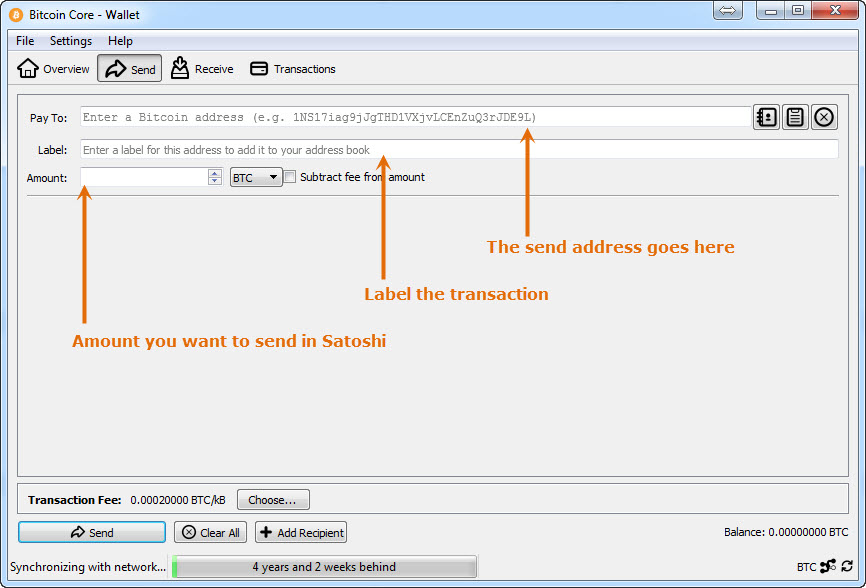 Bitcoin Core - Wallet
File Settings Help
Overview Send Receive Transactions
Pay To: Enter a Bitcoin address (e.g. 1NS17iag9jJgTHD1VXjvLCEnZuQ3rJDE9L)
Label: Enter a label for this address to add it to your address book
Amount: BTC Subtract fee from amount
The send address goes here
Label the transaction
Amount you want to send in Satoshi
Transaction Fee: 0.00020000 BTC/kB Choose...
Send Clear All Add Recipient Balance: 0.00000000 BTC
Synchronizing with network... 4 years and 2 weeks behind BTC